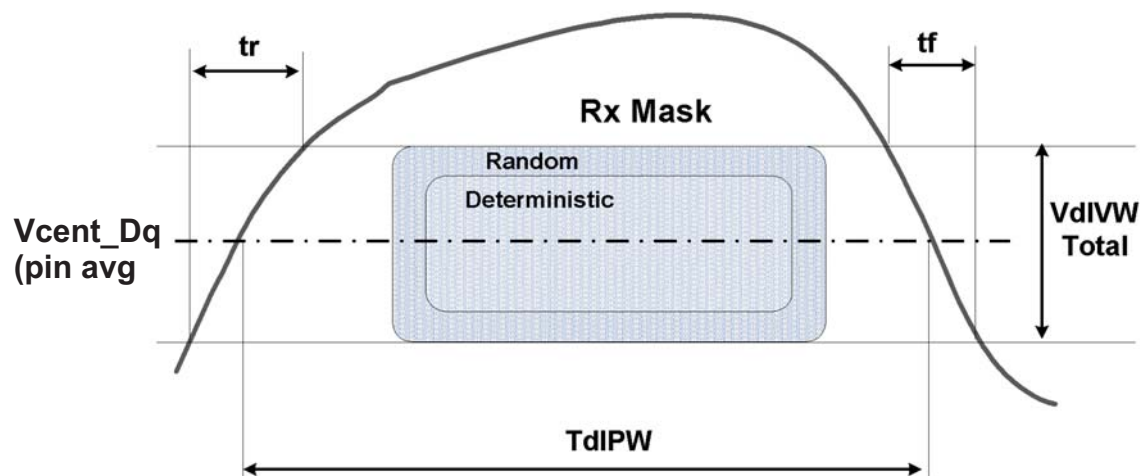 tr
tf
Rx Mask
Random
Deterministic
Vcent_Dq
(pin avg
VdIVW
Total
TdIPW